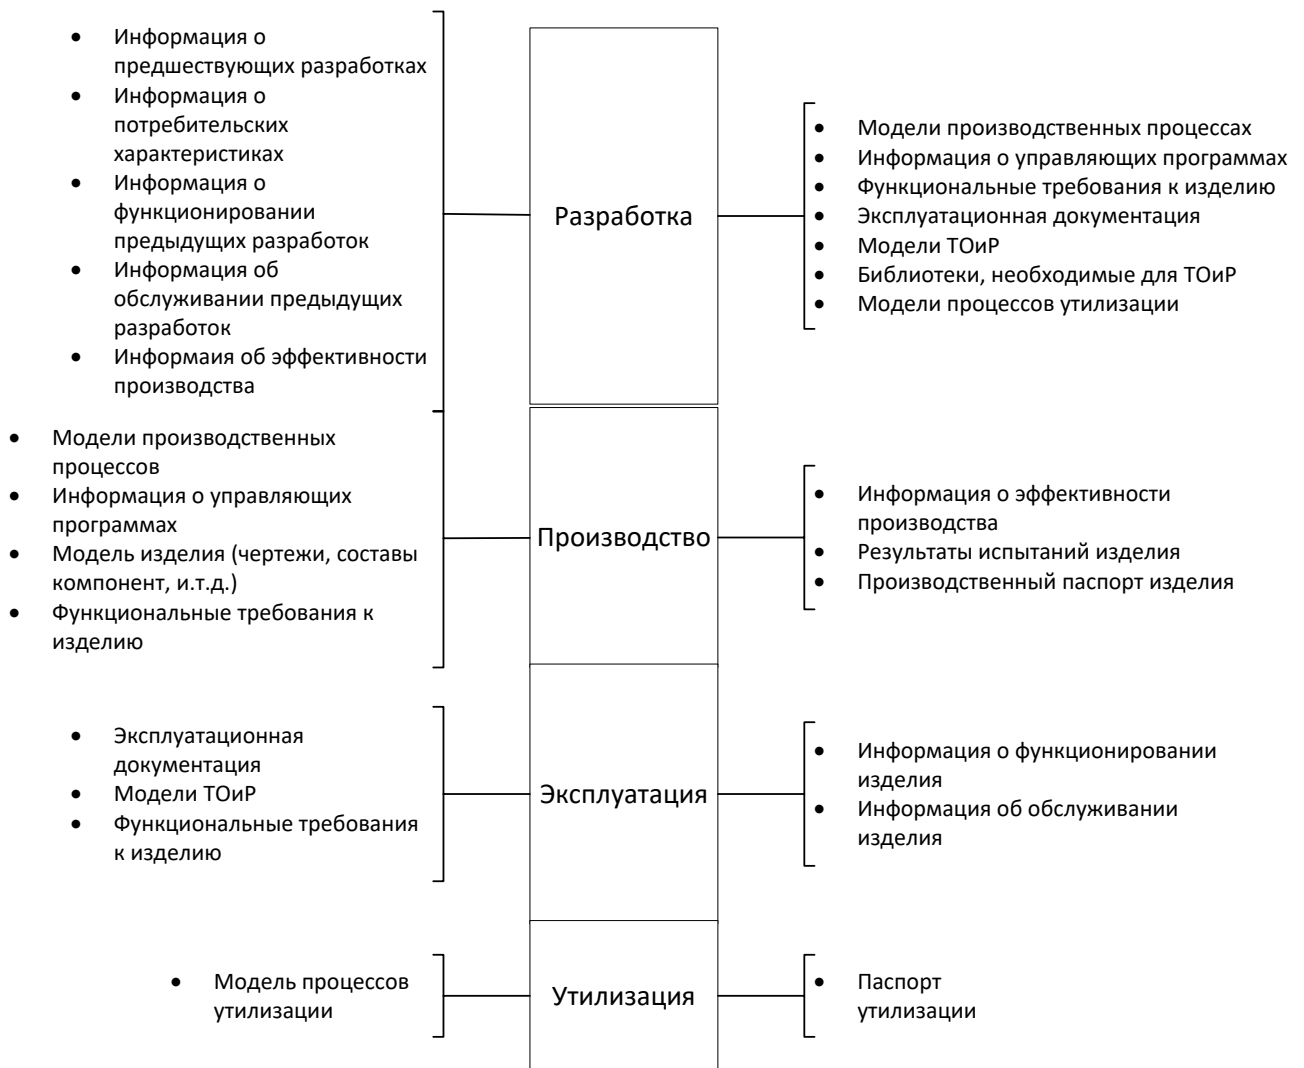 Информация о
предшествующих разработках
Информация о
потребительских
характеристиках
Информация о
функционировании
предыдущих разработок
Информация об
обслуживании предыдущих
разработок
Информаия об эффективности
производства
Разработка
Модели производственных процессах
Информация о управляющих программах
Функциональные требования к изделию
Эксплуатационная документация
Модели ТОиР
Библиотеки, необходимые для ТОиР
Модели процессов утилизации
Модели производственных
процессов
Информация о управляющих
программах
Модель изделия (чертежи, составы
компонент, и.т.д.)
Функциональные требования к
изделию
Производство
Информация о эффективности
производства
Результаты испытаний изделия
Производственный паспорт изделия
Эксплуатационная
документация
Модели ТОиР
Функциональные требования
к изделию
Эксплуатация
Информация о функционировании
изделия
Информация об обслуживании
изделия
Модель процессов
утилизации
Утилизация
Паспорт
утилизации